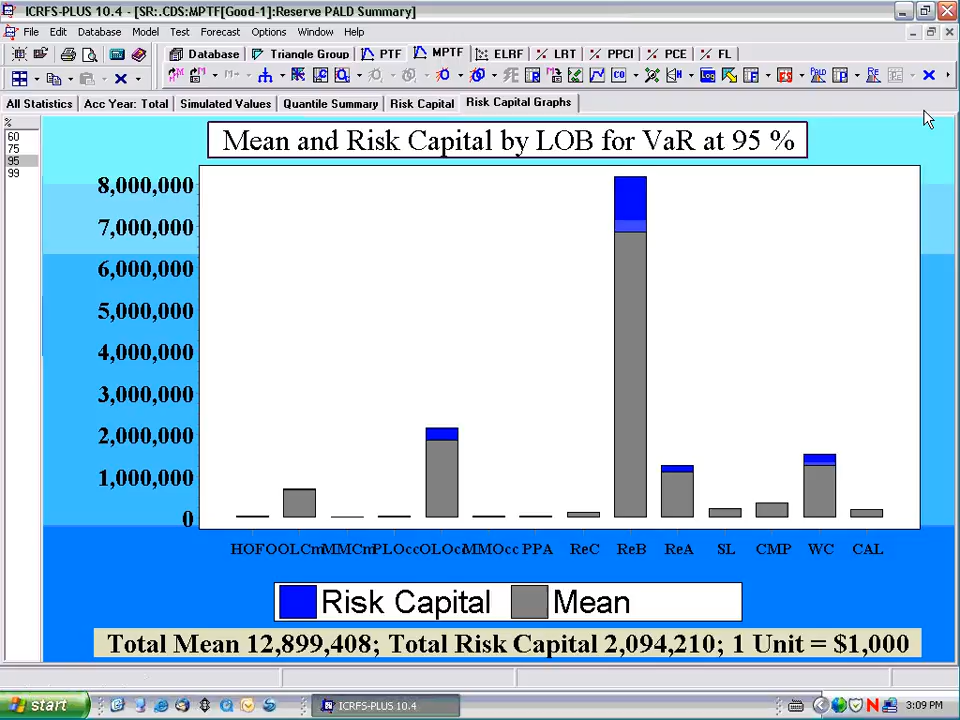 ICRFS-PLUS 10.4 - [SR:.CDS:MPTF[Good-1]:Reserve PALD Summary]
File Edit Database Model Test Forecast Options Window Help
Database Triangle Group PTF MPTF ELRF LRT PPCI PCE FL
All Statistics Acc Year: Total Simulated Values Quantile Summary Risk Capital Risk Capital Graphs
%
60
75
95
99
Mean and Risk Capital by LOB for VaR at 95 %
8,000,000
7,000,000
6,000,000
5,000,000
4,000,000
3,000,000
2,000,000
1,000,000
0
HOFOOLCmMMCmPLOccOLOccMMOcc PPA ReC ReB ReA SL CMP WC CAL
Risk Capital Mean
Total Mean 12,899,408; Total Risk Capital 2,094,210; 1 Unit = $1,000
start ICRFS-PLUS 10.4 3:09 PM